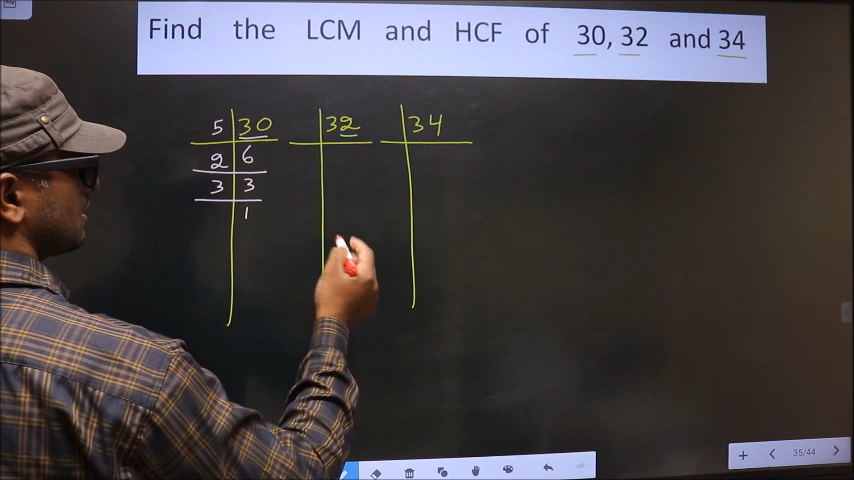 Find the LCM and HCF of 30, 32 and 34
5 30 32 34
2 6
3 3
1
35/44